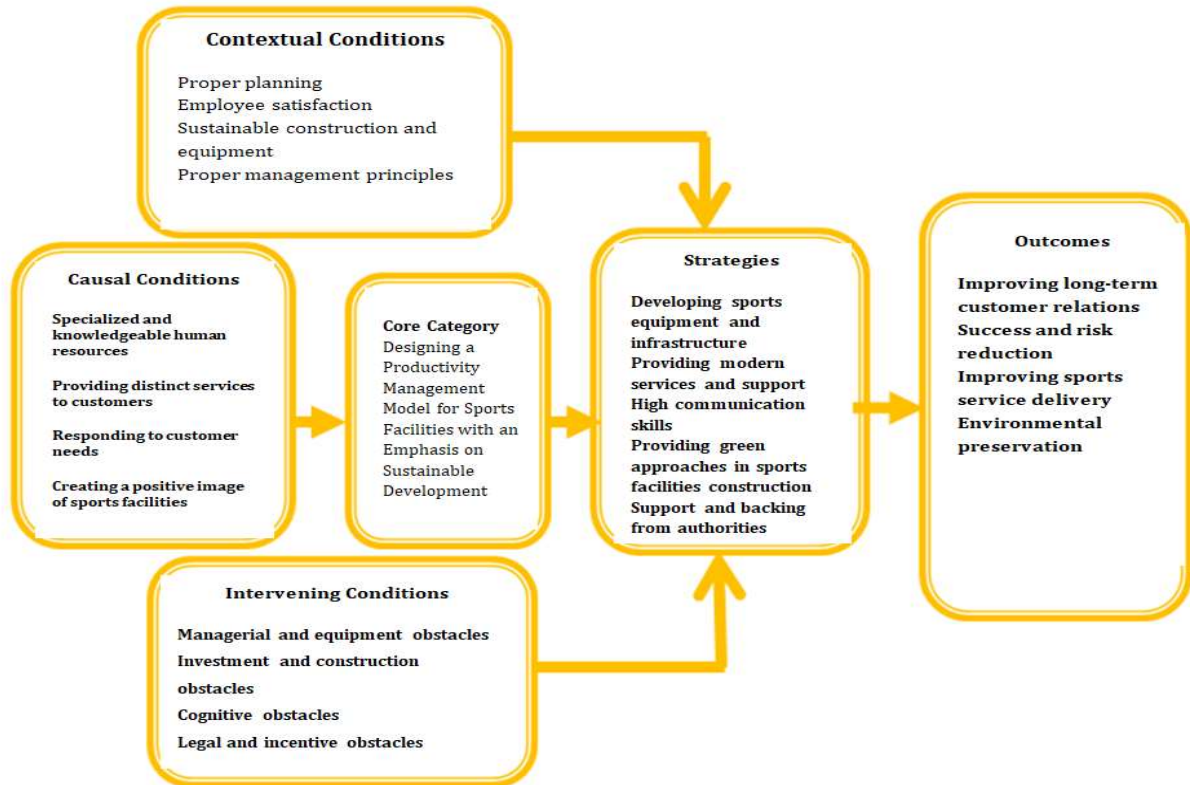 Contextual Conditions
Proper planning
Employee satisfaction
Sustainable construction and
equipment
Proper management principles
Causal Conditions
Specialized and
knowledgeable human
resources
Providing distinct services
to customers
Responding to customer
needs
Creating a positive image
of sports facilities
Core Category
Designing a
Productivity
Management
Model for Sports
Facilities with an
Emphasis on
Sustainable
Development
Strategies
Developing sports
equipment and
infrastructure
Providing modern
services and support
High communication
skills
Providing green
approaches in sports
facilities construction
Support and backing
from authorities
Outcomes
Improving long-term
customer relations
Success and risk
reduction
Improving sports
service delivery
Environmental
preservation
Intervening Conditions
Managerial and equipment obstacles
Investment and construction
obstacles
Cognitive obstacles
Legal and incentive obstacles